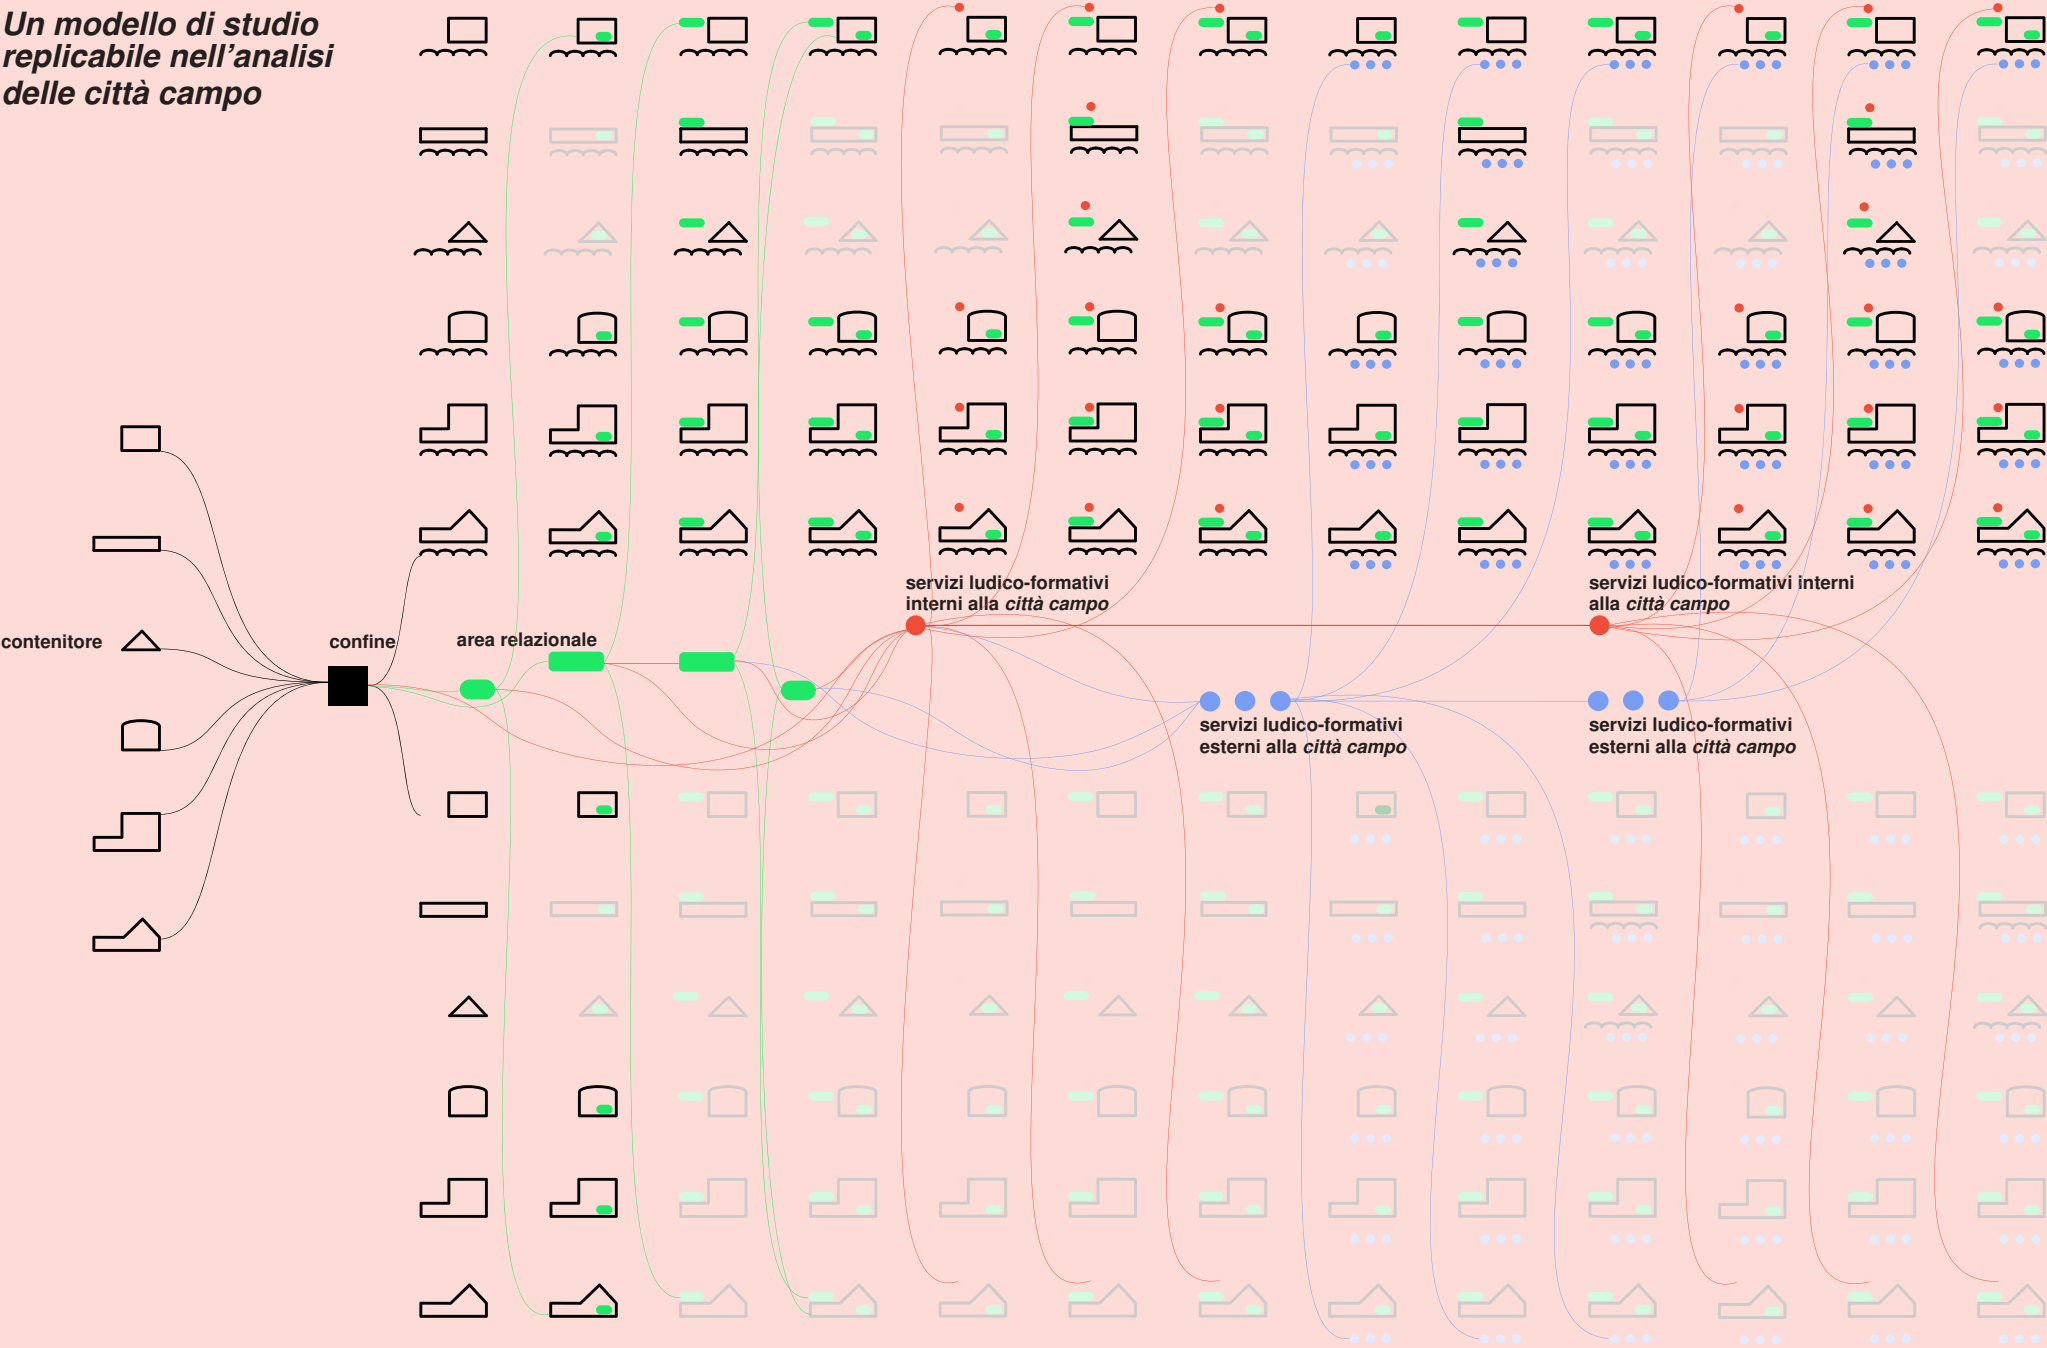 Un modello di studio
replicabile nell’analisi
delle città campo
servizi ludico-formativi
interni alla città campo
servizi ludico-formativi interni
alla città campo
contenitore
confine
area relazionale
servizi ludico-formativi
esterni alla città campo
servizi ludico-formativi
esterni alla città campo